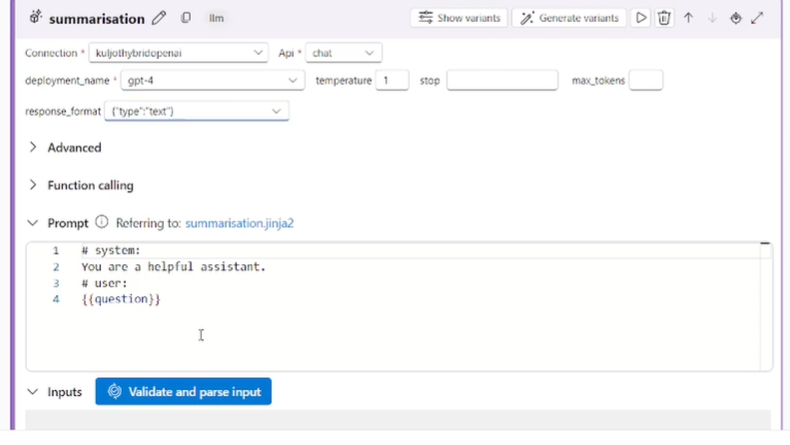 summarisation llm Show variants Generate variants
Connection * kuljothybridopenai Api * chat
deployment_name * gpt-4 temperature 1 stop max_tokens
response_format {"type":"text"}
Advanced
Function calling
Prompt Referring to: summarisation.jinja2
1 # system:
2 You are a helpful assistant.
3 # user:
4 {{question}}
Inputs Validate and parse input